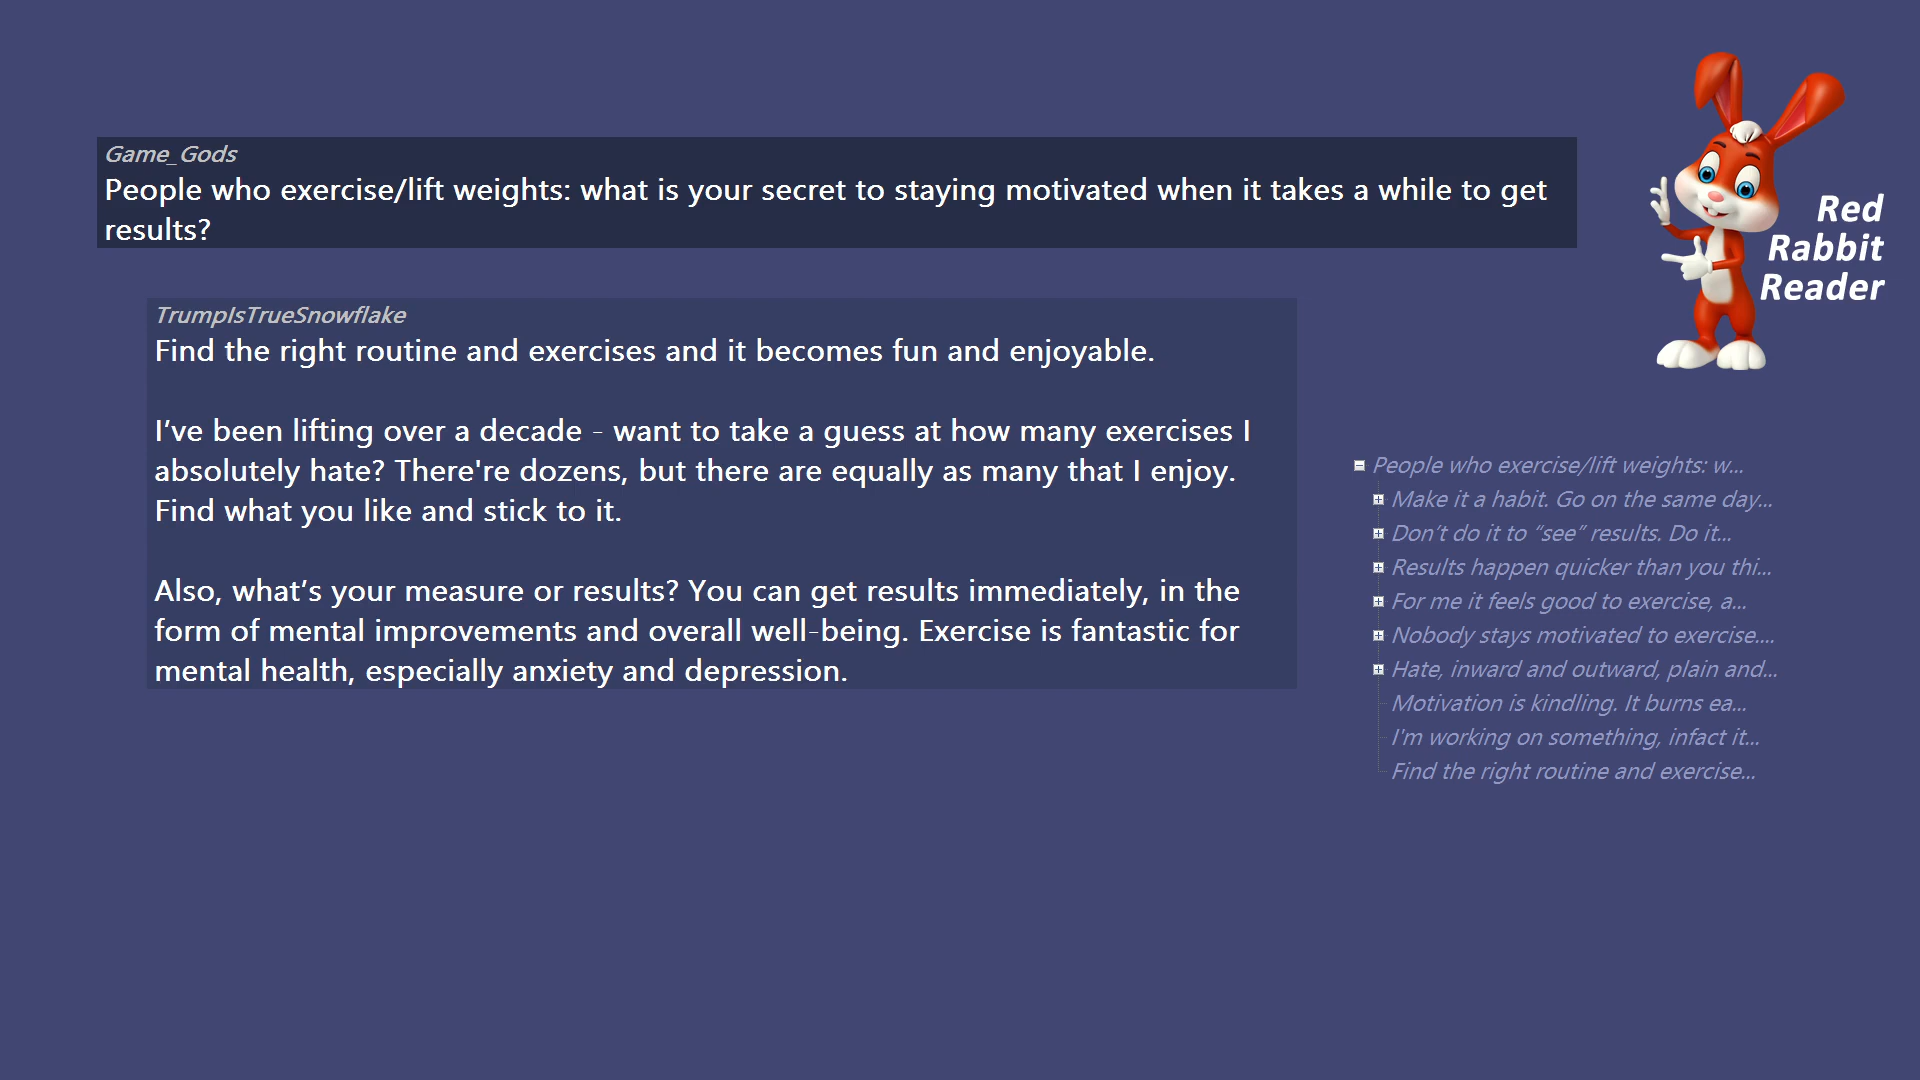 Game_Gods
People who exercise/lift weights: what is your secret to staying motivated when it takes a while to get
results?
TrumpIsTrueSnowflake
Find the right routine and exercises and it becomes fun and enjoyable.
I’ve been lifting over a decade - want to take a guess at how many exercises I
absolutely hate? There're dozens, but there are equally as many that I enjoy.
Find what you like and stick to it.
Also, what’s your measure or results? You can get results immediately, in the
form of mental improvements and overall well-being. Exercise is fantastic for
mental health, especially anxiety and depression.
Red
Rabbit
Reader
People who exercise/lift weights: w...
Make it a habit. Go on the same day...
Don’t do it to “see” results. Do it...
Results happen quicker than you thi...
For me it feels good to exercise, a...
Nobody stays motivated to exercise....
Hate, inward and outward, plain and...
Motivation is kindling. It burns ea...
I'm working on something, infact it...
Find the right routine and exercise...